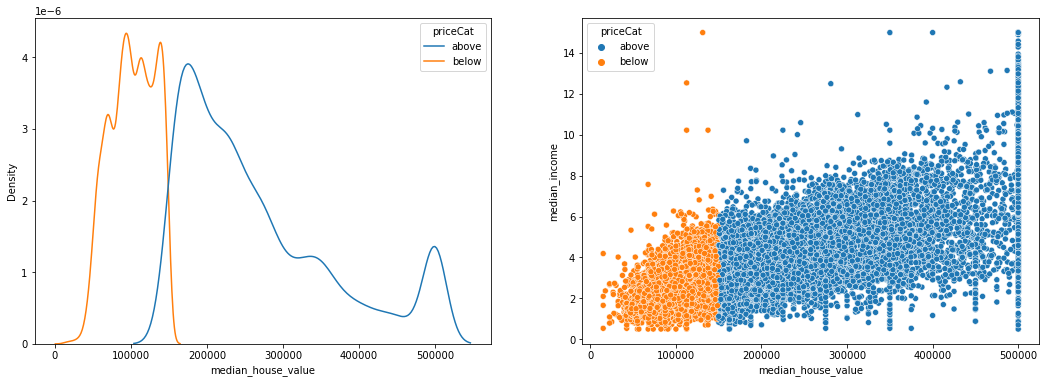 1e−6
priceCat
above
below
4
3
2
1
0
Density
0
100000
200000
300000
400000
500000
median_house_value
priceCat
above
below
14
12
10
8
6
4
2
0
median_income
0
100000
200000
300000
400000
500000
median_house_value